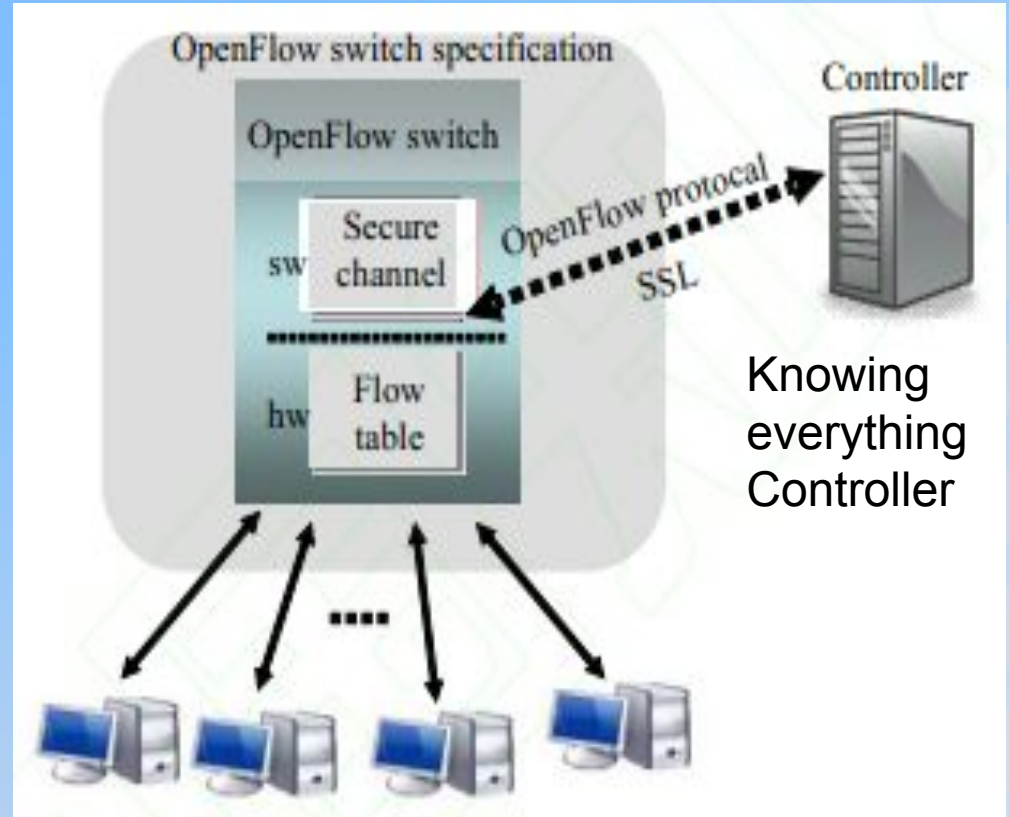 OpenFlow switch specification
Controller
OpenFlow switch
OpenFlow protocal
SSL
Secure
channel
sw
Flow
table
hw
Knowing
everything
Controller